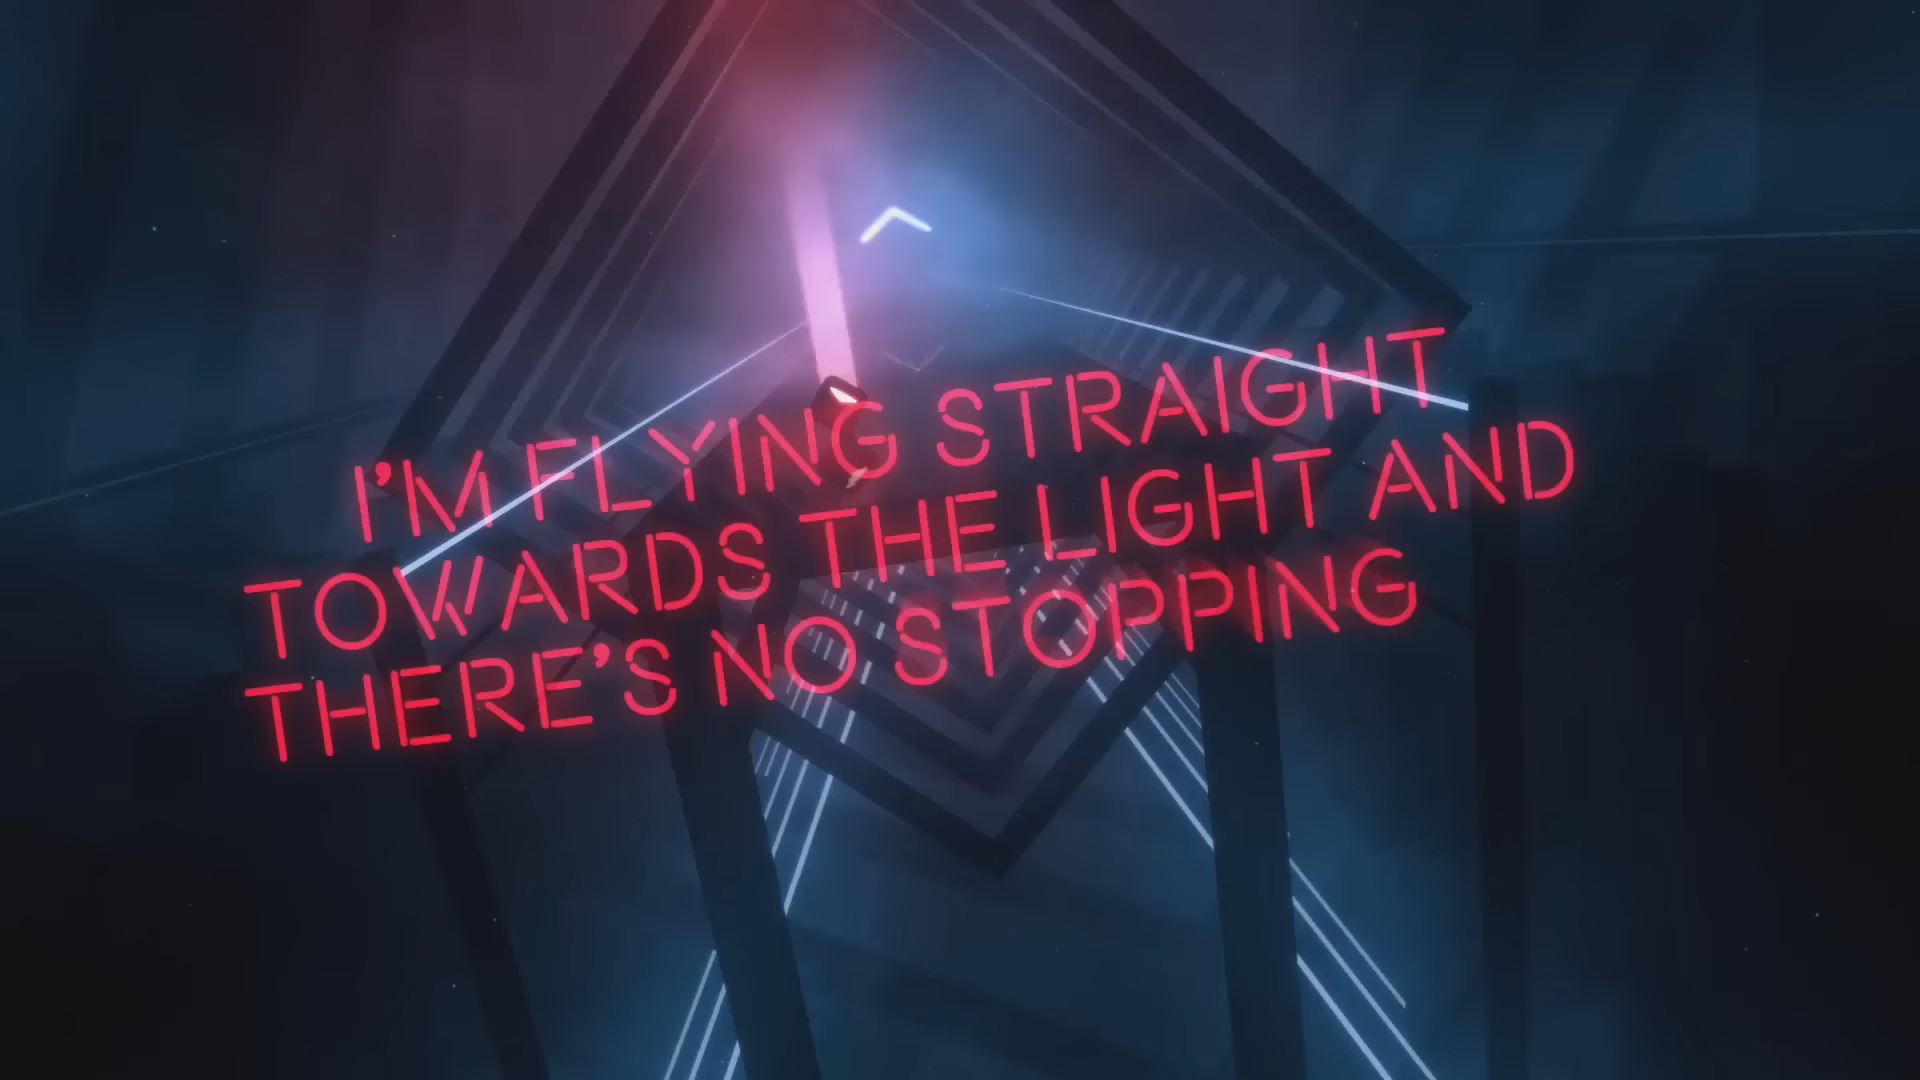 I'M FLYING STRAIGHT
TOWARDS THE LIGHT AND
THERE'S NO STOPPING